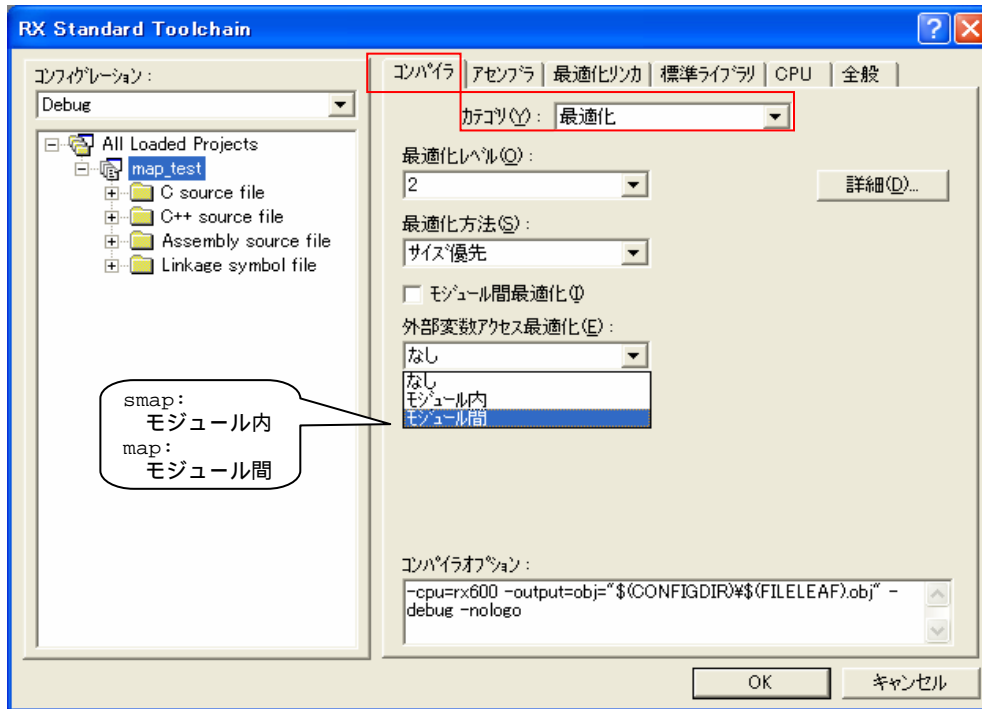 RX Standard Toolchain
コンフィグレーション：
Debug
All Loaded Projects
map_test
C source file
C++ source file
Assembly source file
Linkage symbol file
コンパイラ
アセンブラ
最適化リンカ
標準ライブラリ
CPU
全般
カテゴリ(Y)：
最適化
最適化レベル(O)：
2
詳細(D)...
最適化方法(S)：
サイズ優先
モジュール間最適化(I)
外部変数アクセス最適化(E)：
なし
なし
モジュール内
モジュール間
smap:
モジュール内
map:
モジュール間
コンパイラオプション：
-cpu=rx600 -output=obj="$(CONFIGDIR)¥$(FILELEAF).obj" -
debug -nologo
OK
キャンセル